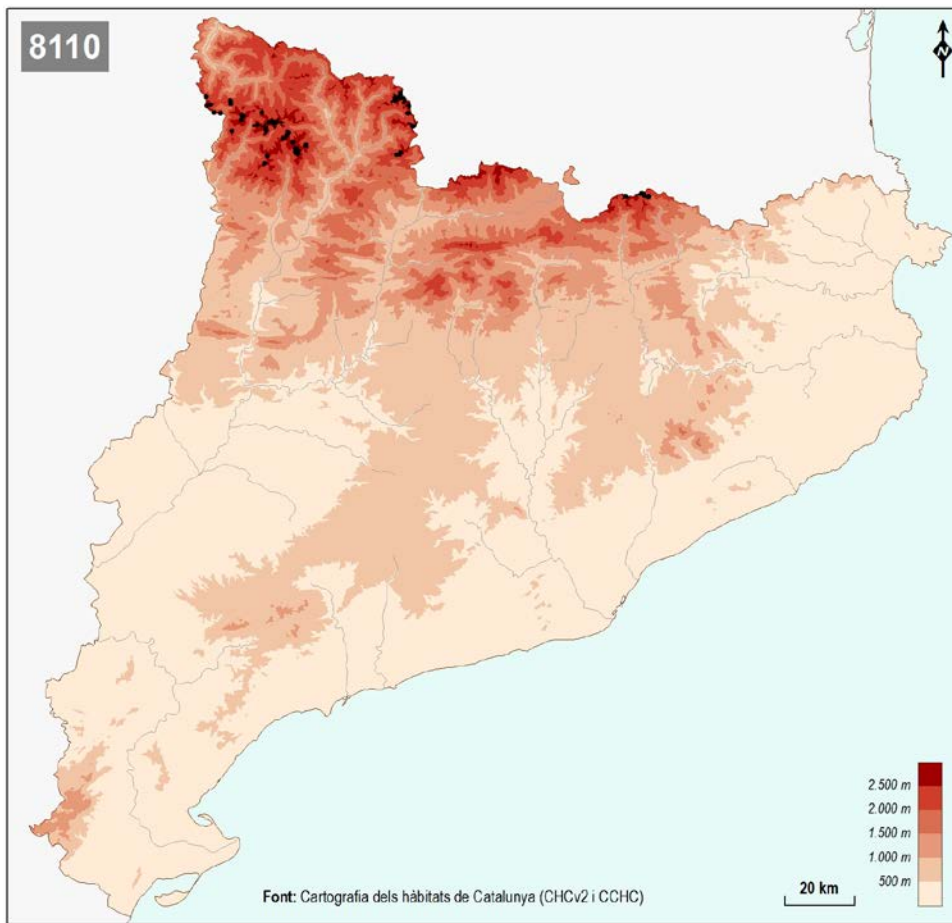 8110
N
2.500 m
2.000 m
1.500 m
1.000 m
500 m
20 km
Font: Cartografia dels hàbitats de Catalunya (CHCv2 i CCHC)